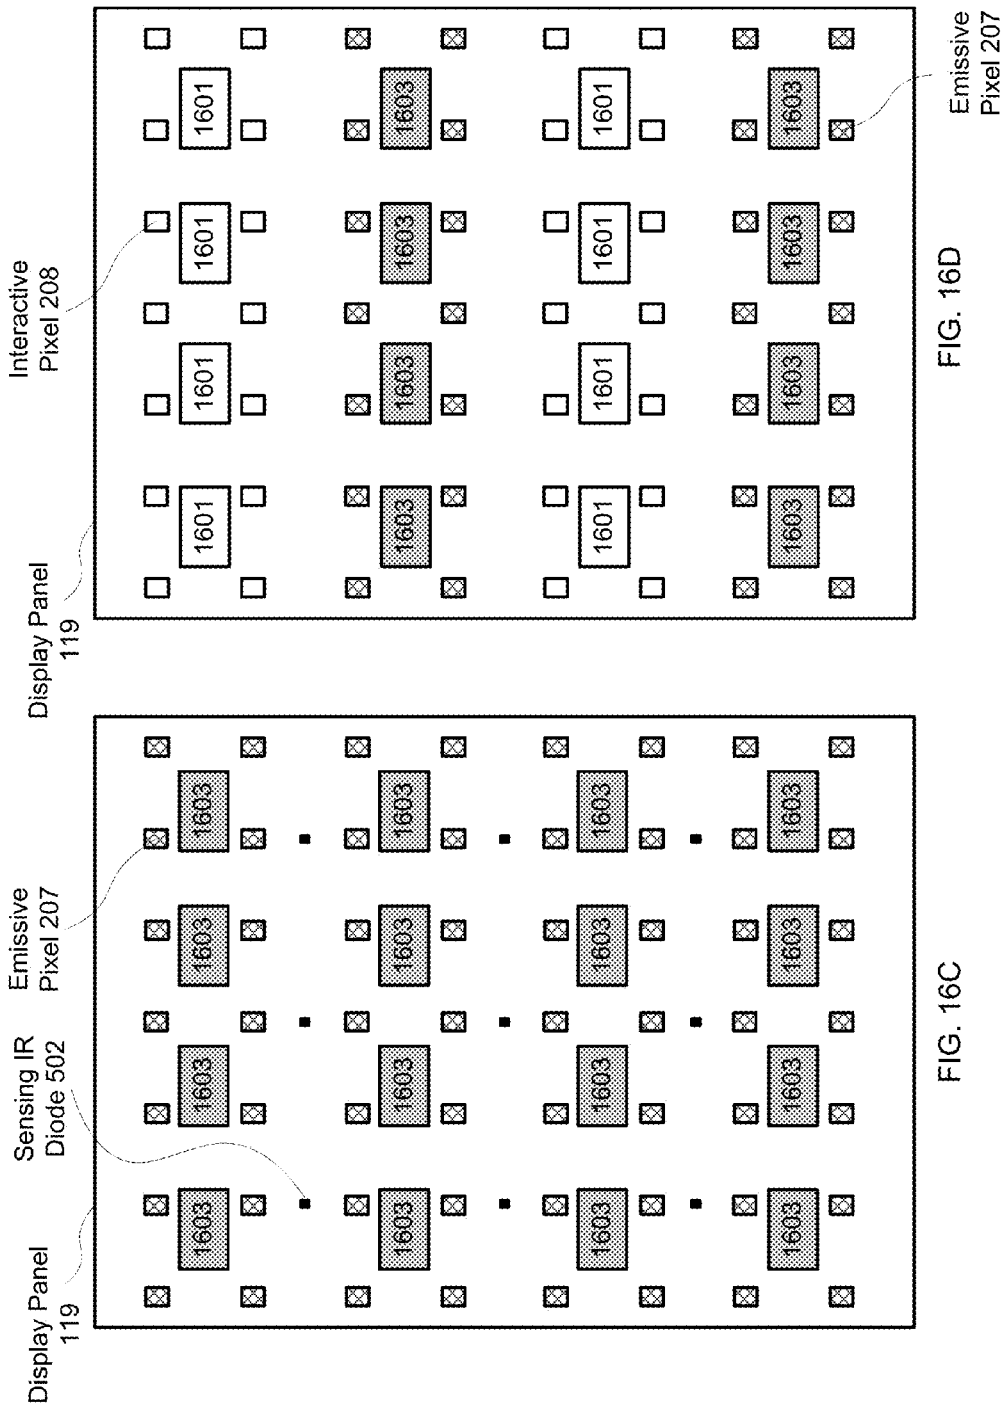 Display Panel
119
Sensing IR
Diode 502
Emissive
Pixel 207
1603 1603 1603 1603
1603 1603 1603 1603
1603 1603 1603 1603
1603 1603 1603 1603
FIG. 16C
Display Panel
119
Interactive
Pixel 208
1601 1601 1601 1601
1603 1603 1603 1603
1601 1601 1601 1601
1603 1603 1603 1603
FIG. 16D
Emissive
Pixel 207